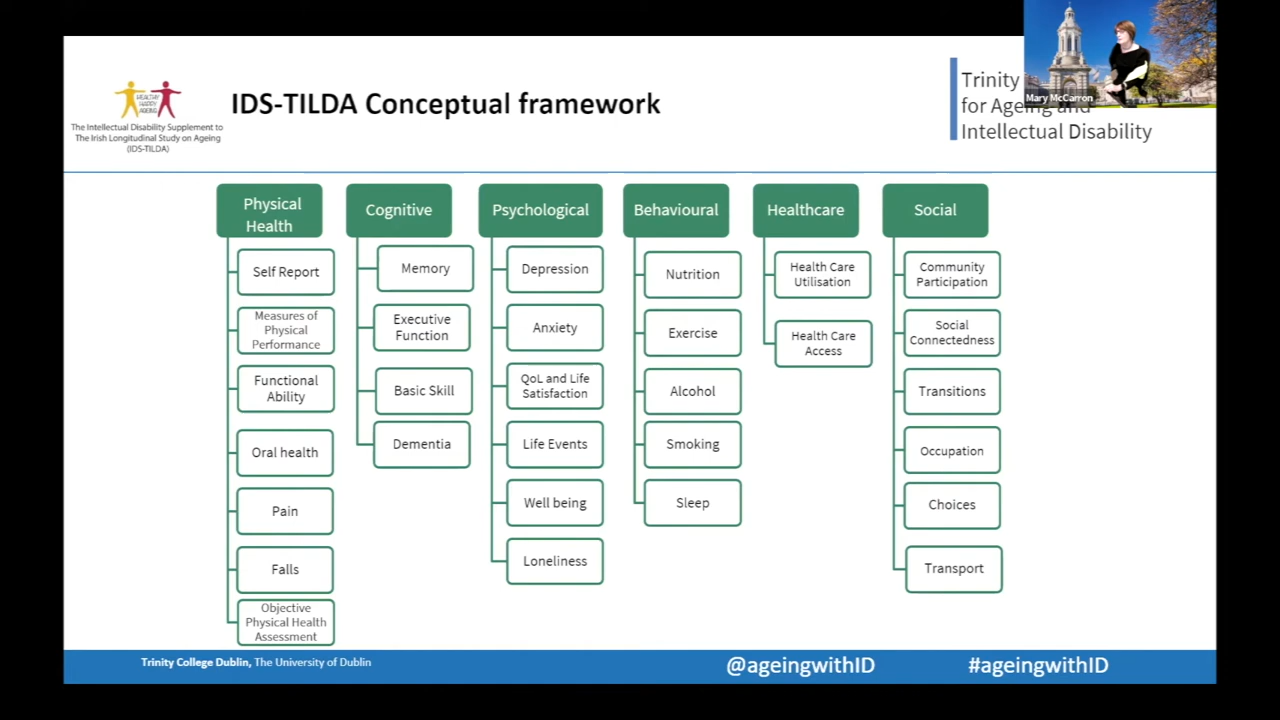 HEALTHY
HAPPY
AGEING
The Intellectual Disability Supplement to
The Irish Longitudinal Study on Ageing
(IDS-TILDA)
IDS-TILDA Conceptual framework
Trinity
for Ageing and
Intellectual Disability
Mary McCarron
Physical
Health
Self Report
Measures of
Physical
Performance
Functional
Ability
Oral health
Pain
Falls
Objective
Physical Health
Assessment
Cognitive
Memory
Executive
Function
Basic Skill
Dementia
Psychological
Depression
Anxiety
QoL and Life
Satisfaction
Life Events
Well being
Loneliness
Behavioural
Nutrition
Exercise
Alcohol
Smoking
Sleep
Healthcare
Health Care
Utilisation
Health Care
Access
Social
Community
Participation
Social
Connectedness
Transitions
Occupation
Choices
Transport
Trinity College Dublin, The University of Dublin
@ageingwithID
#ageingwithID